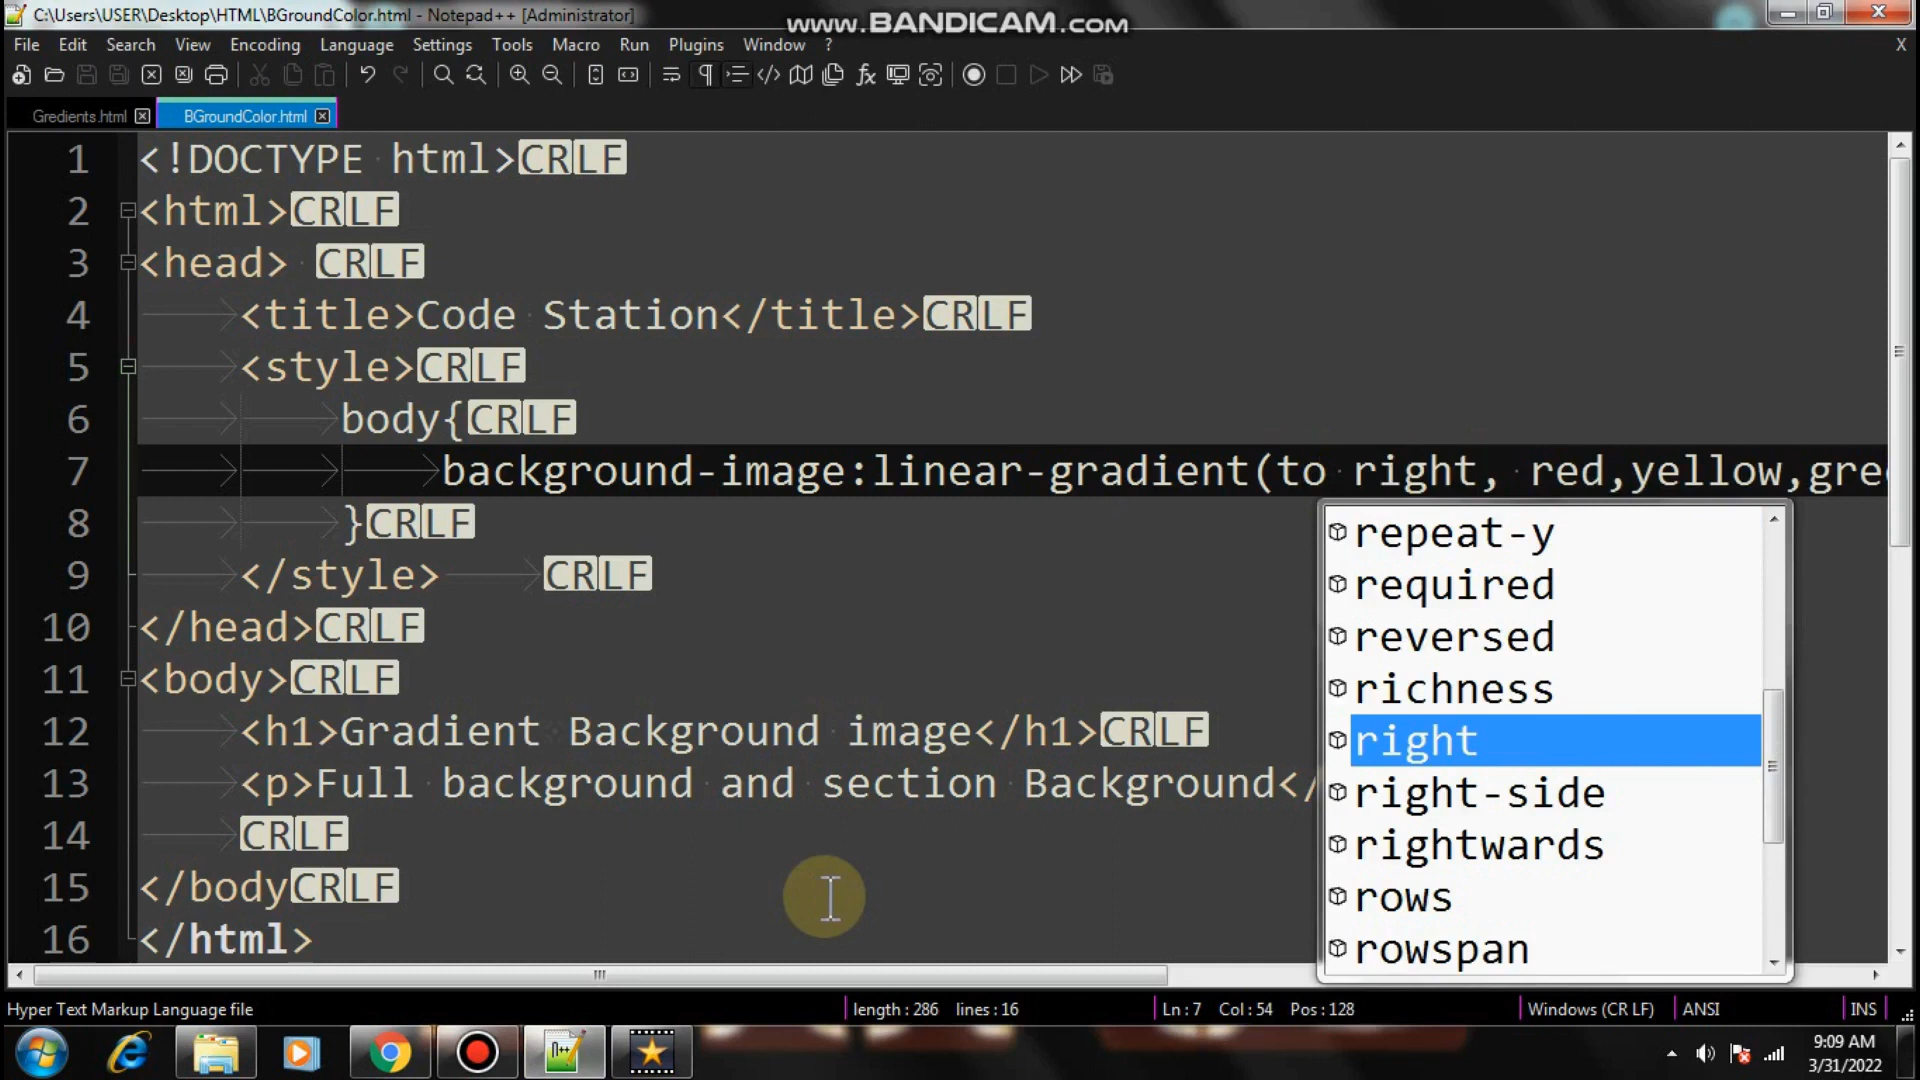 C:\Users\USER\Desktop\HTML\BGroundColor.html - Notepad++ [Administrator]
www.BANDICAM.com
File Edit Search View Encoding Language Settings Tools Macro Run Plugins Window ?
X
Gredients.html BGroundColor.html
1 <!DOCTYPE html>CRLF
2 <html>CRLF
3 <head> CRLF
4 <title>Code Station</title>CRLF
5 <style>CRLF
6 body{CRLF
7 background-image:linear-gradient(to right, red,yellow,gree
8 }CRLF
9 </style> CRLF
10 </head>CRLF
11 <body>CRLF
12 <h1>Gradient Background image</h1>CRLF
13 <p>Full background and section Background</
14 CRLF
15 </bodyCRLF
16 </html>
repeat-y
required
reversed
richness
right
right-side
rightwards
rows
rowspan
Hyper Text Markup Language file length : 286 lines : 16 Ln : 7 Col : 54 Pos : 128 Windows (CR LF) ANSI INS
9:09 AM
3/31/2022